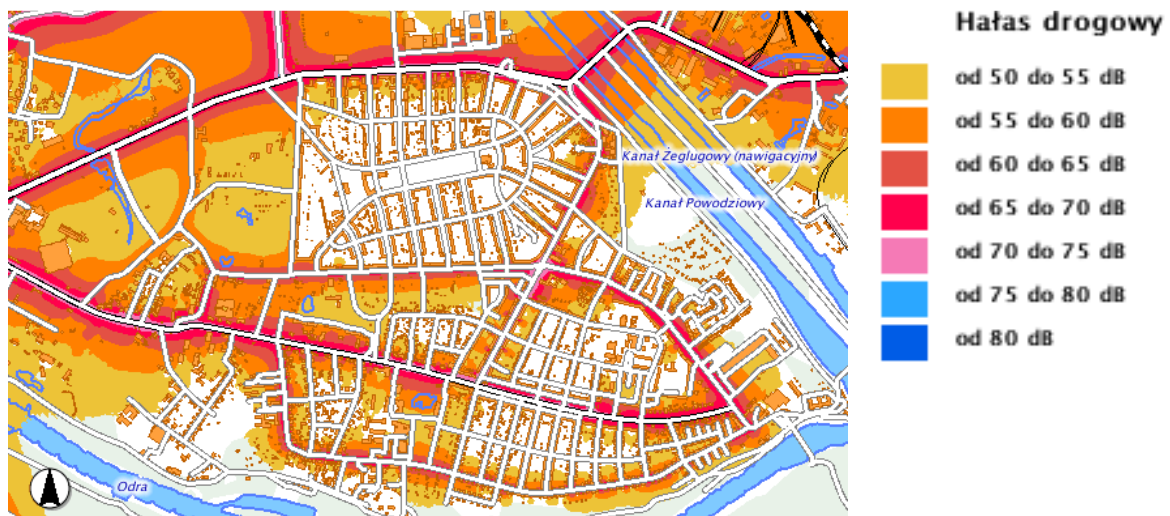 Hałas drogowy
od 50 do 55 dB
od 55 do 60 dB
od 60 do 65 dB
od 65 do 70 dB
od 70 do 75 dB
od 75 do 80 dB
od 80 dB
Kanał Żeglugowy (nawigacyjny)
Kanał Powodziowy
Odra